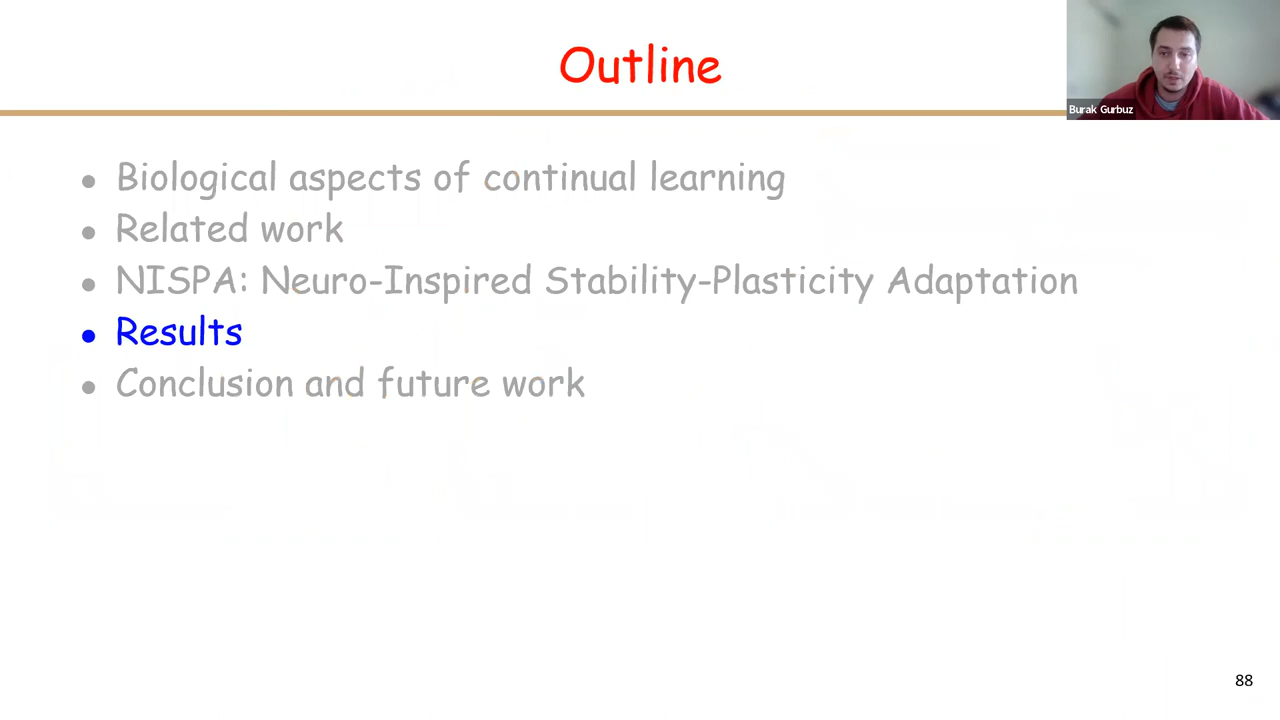 Outline
Burak Gurbuz
● Biological aspects of continual learning
● Related work
● NISPA: Neuro-Inspired Stability-Plasticity Adaptation
● Results
● Conclusion and future work
88